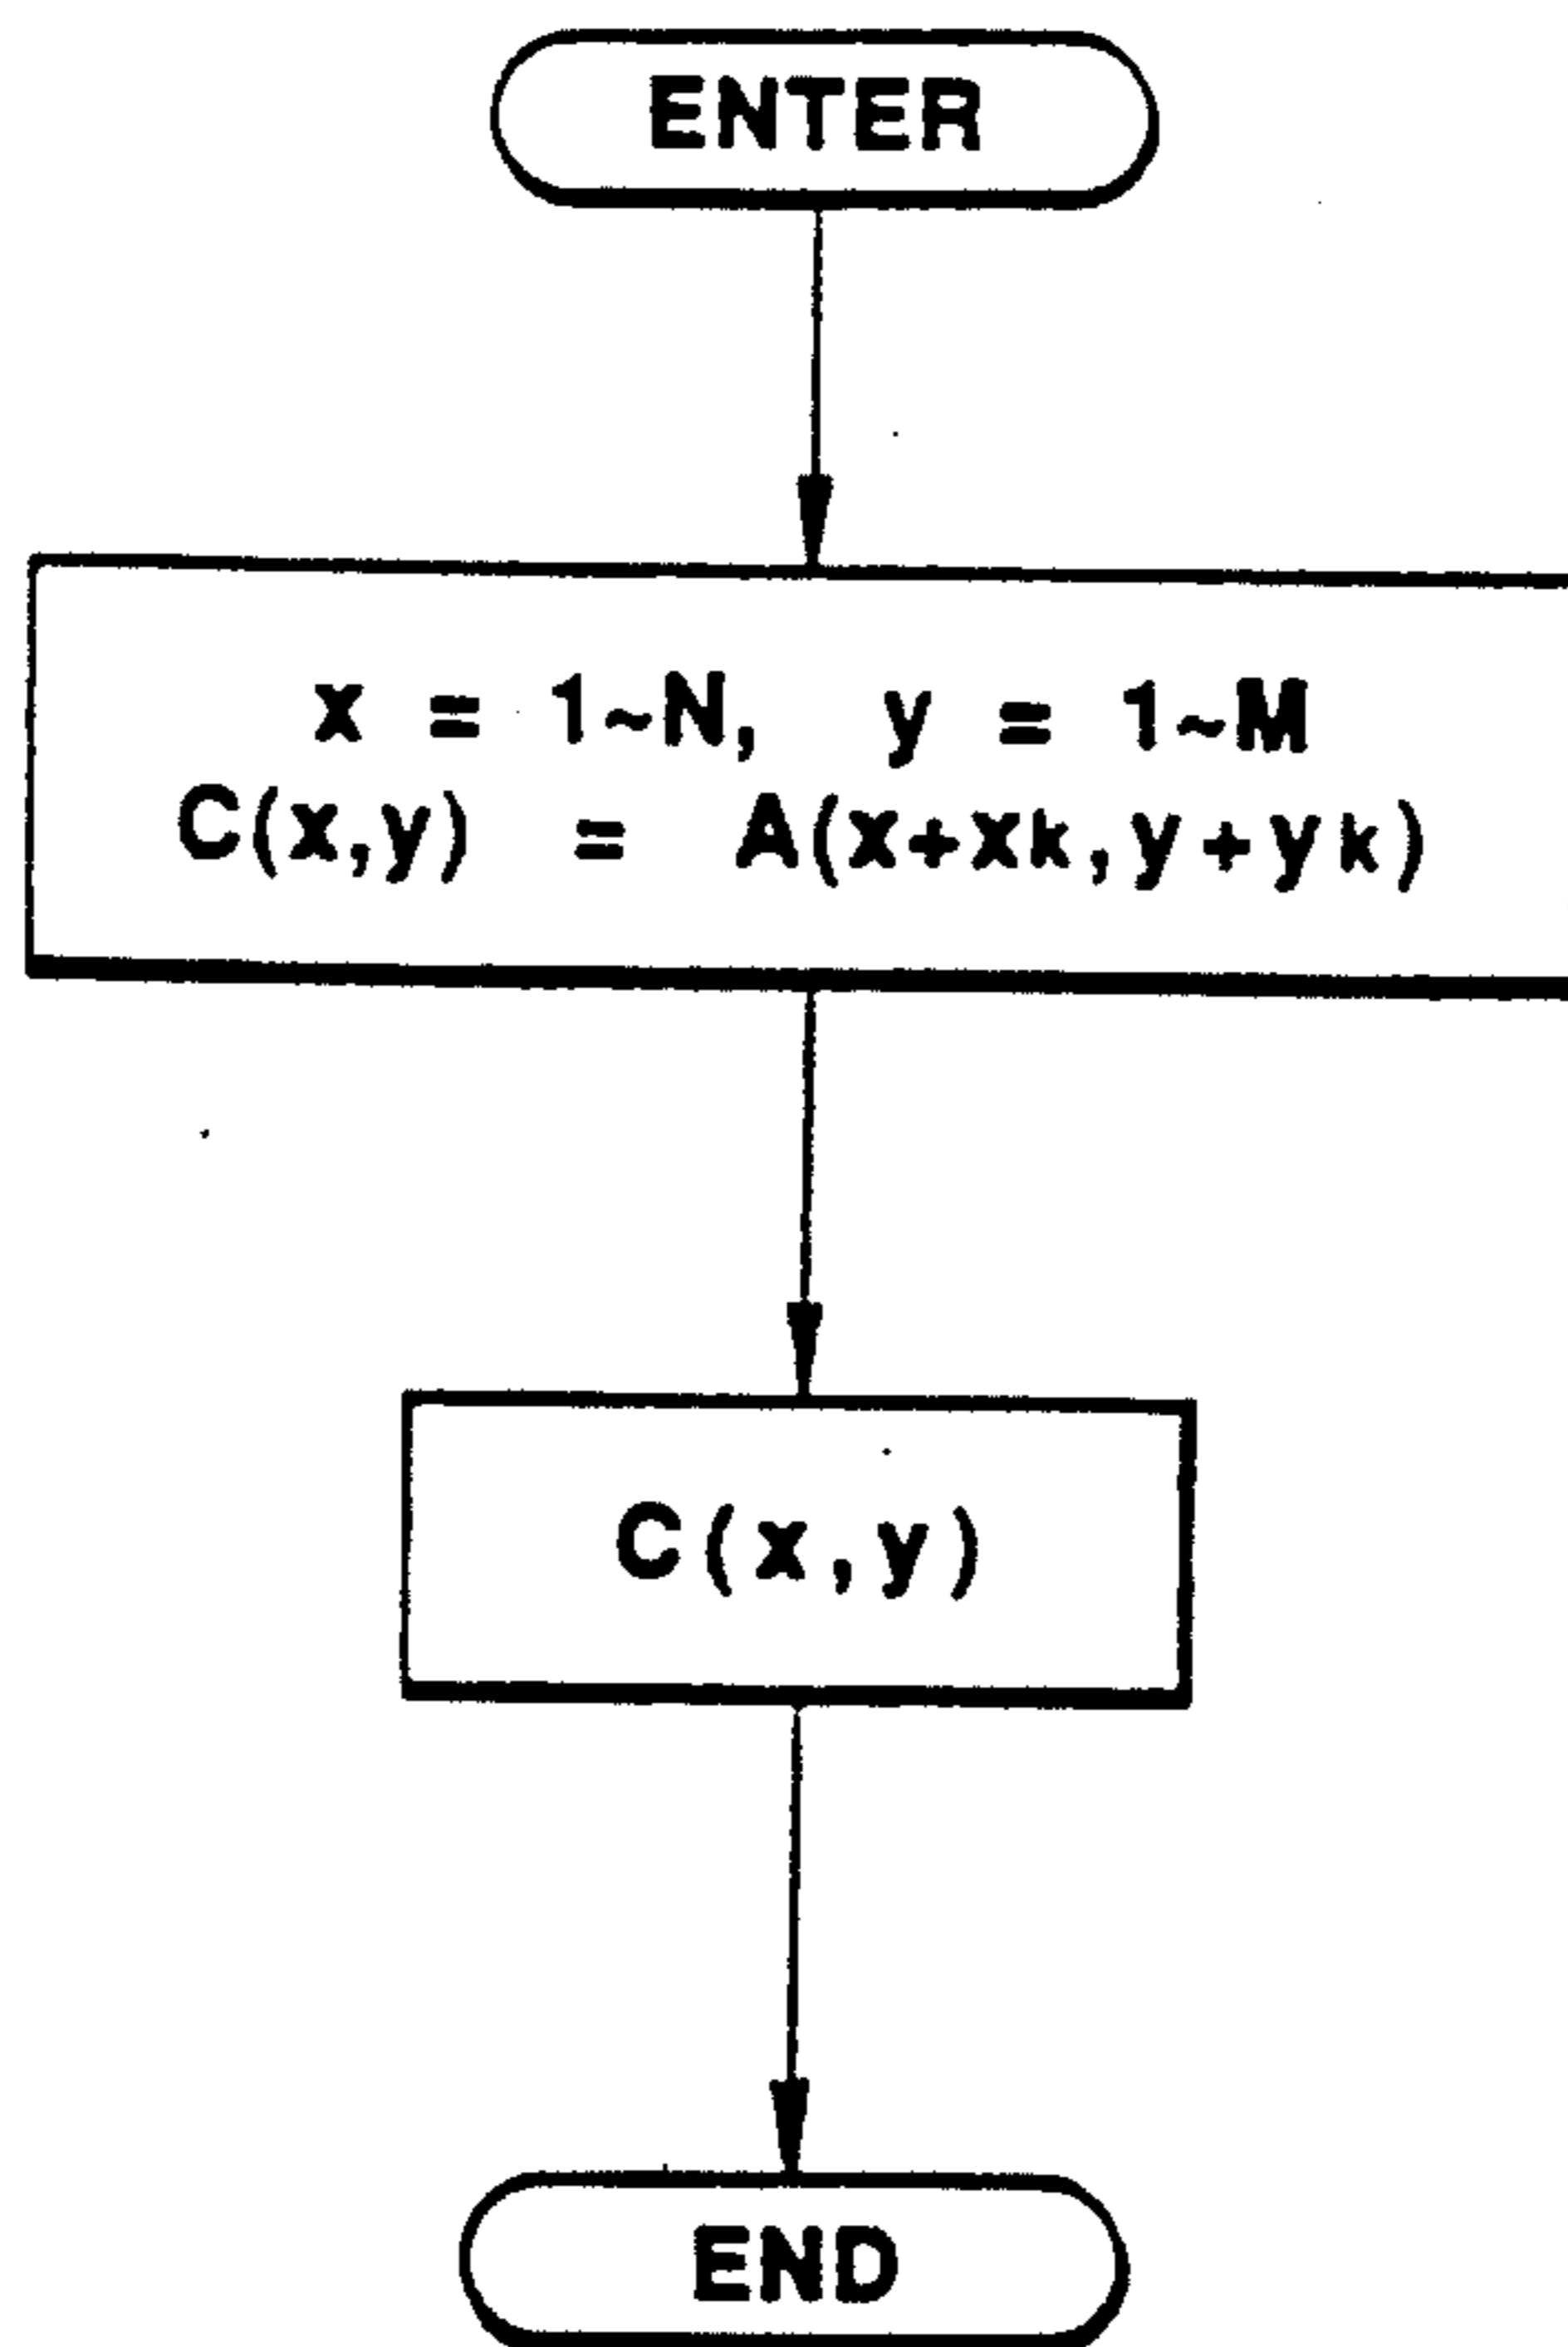 ENTER
x = 1~N, y = 1~M
C(x,y) = A(x+xk,y+yk)
C(x,y)
END